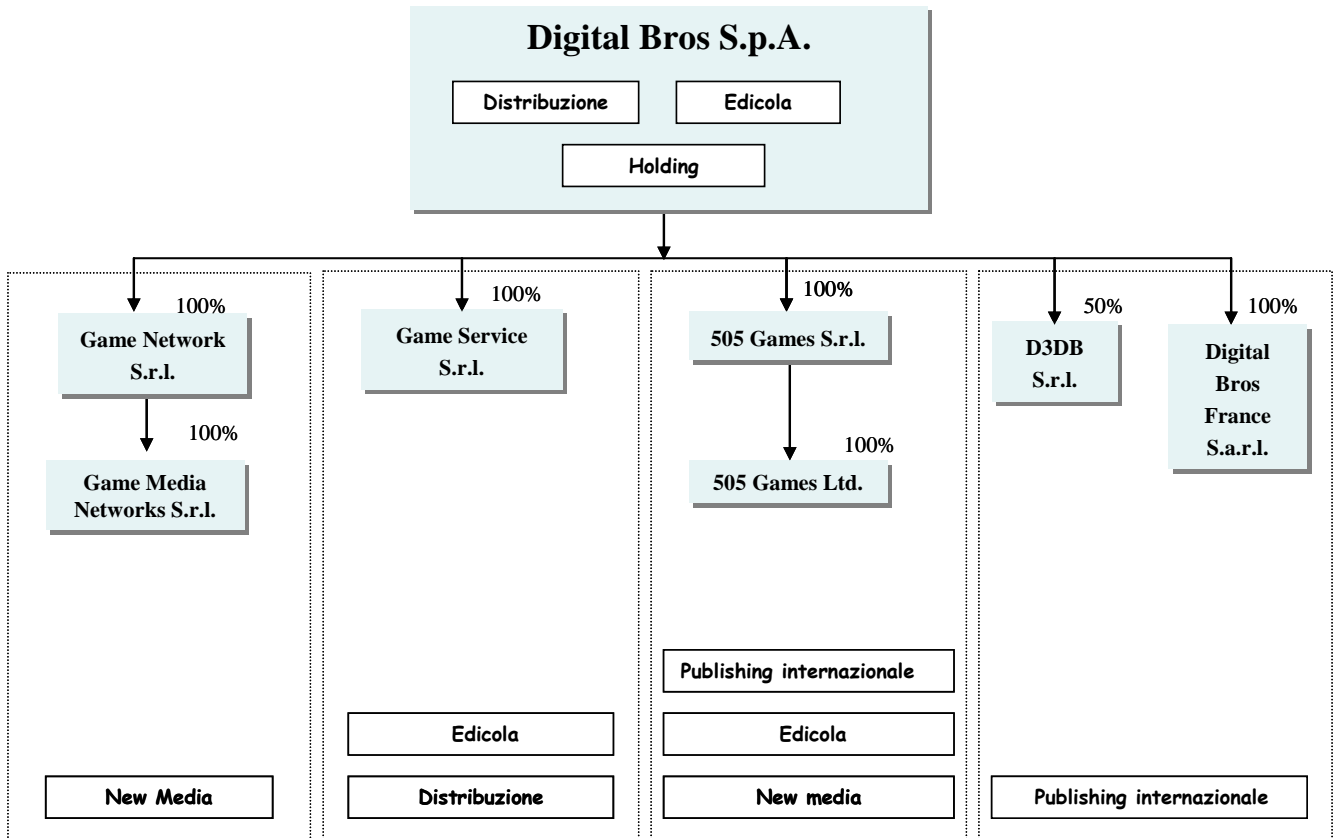 Digital Bros S.p.A.
Distribuzione
Edicola
Holding
100%
Game Network
S.r.l.
100%
Game Media
Networks S.r.l.
New Media
100%
Game Service
S.r.l.
Edicola
Distribuzione
100%
505 Games S.r.l.
100%
505 Games Ltd.
Publishing internazionale
Edicola
New media
50%
D3DB
S.r.l.
100%
Digital
Bros
France
S.a.r.l.
Publishing internazionale